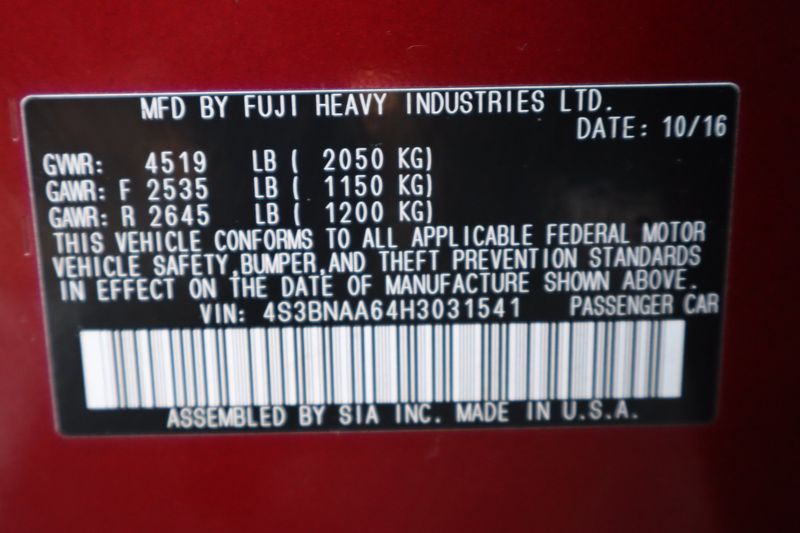 MFD BY FUJI HEAVY INDUSTRIES LTD.
DATE: 10/16
GVWR: 4519 LB ( 2050 KG)
GAWR: F 2535 LB ( 1150 KG)
GAWR: R 2645 LB ( 1200 KG)
THIS VEHICLE CONFORMS TO ALL APPLICABLE FEDERAL MOTOR
VEHICLE SAFETY,BUMPER,AND THEFT PREVENTION STANDARDS
IN EFFECT ON THE DATE OF MANUFACTURE SHOWN ABOVE.
VIN: 4S3BNAA64H3031541 PASSENGER CAR
ASSEMBLED BY SIA INC. MADE IN U.S.A.